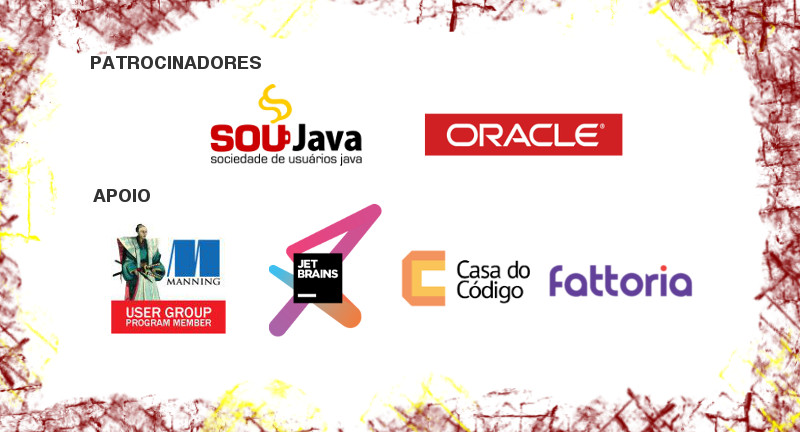 PATROCINADORES
SOUJava
sociedade de usuários java
ORACLE®
APOIO
MANNING
USER GROUP
PROGRAM MEMBER
JET
BRAINS
Casa do
Código
fattoria